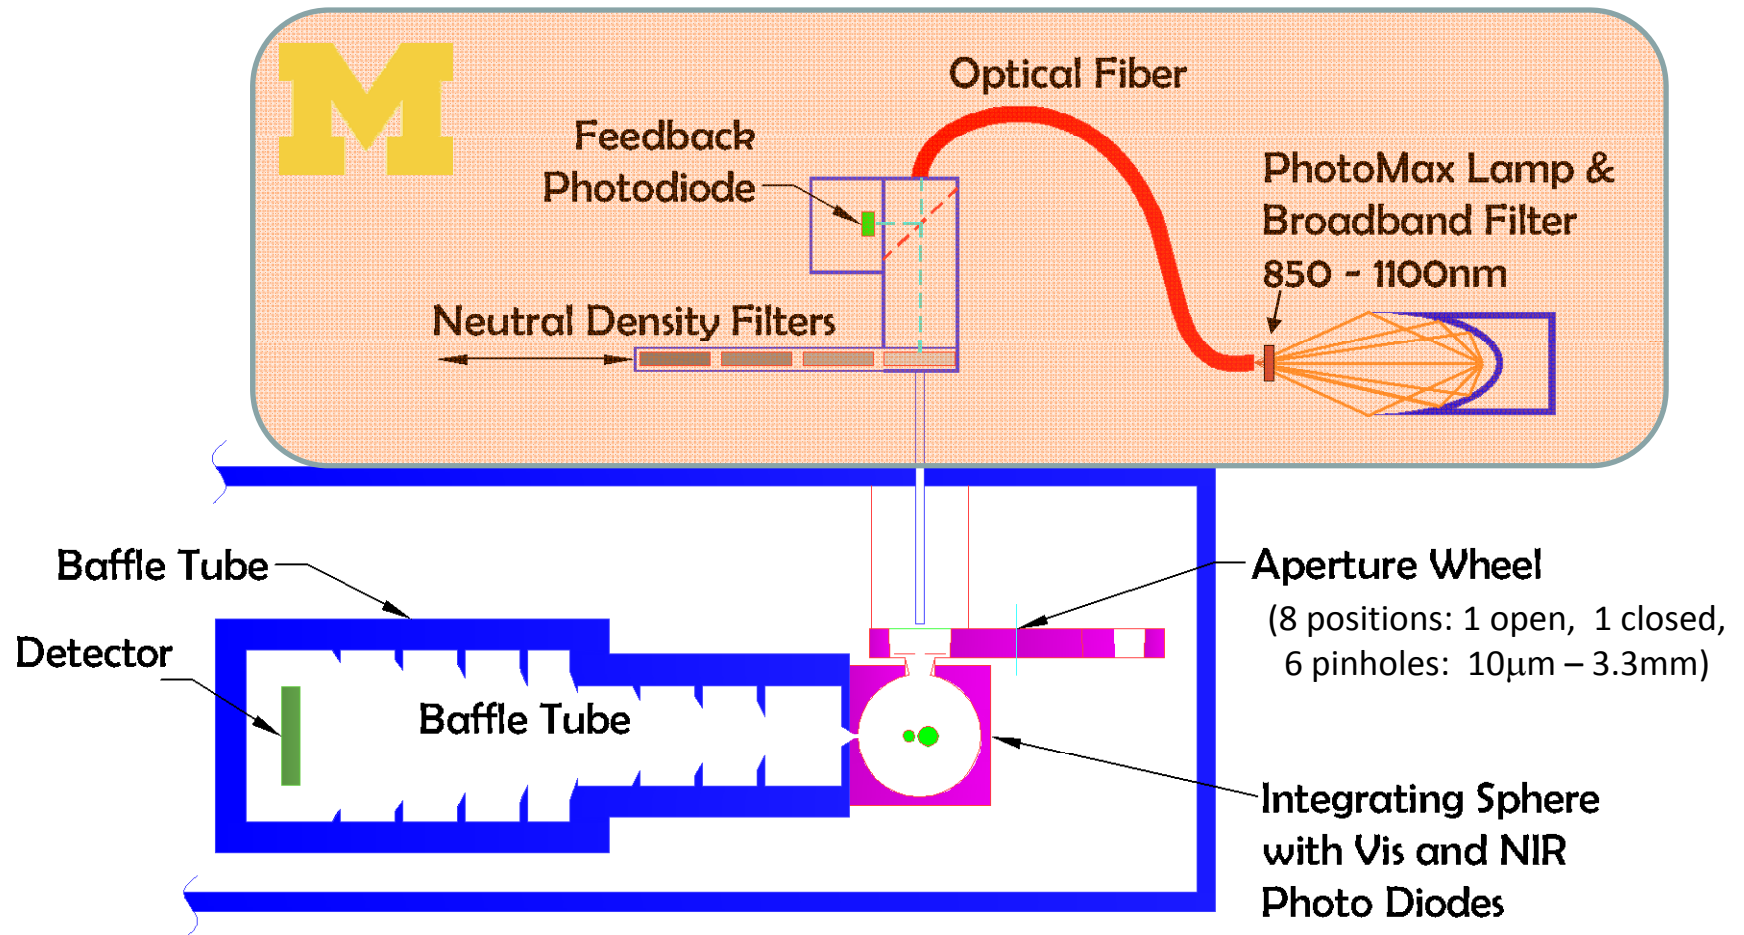 M
Optical Fiber
Feedback
Photodiode
PhotoMax Lamp &
Broadband Filter
850 - 1100nm
Neutral Density Filters
Baffle Tube
Detector
Baffle Tube
Aperture Wheel
(8 positions: 1 open, 1 closed,
6 pinholes: 10μm – 3.3mm)
Integrating Sphere
with Vis and NIR
Photo Diodes